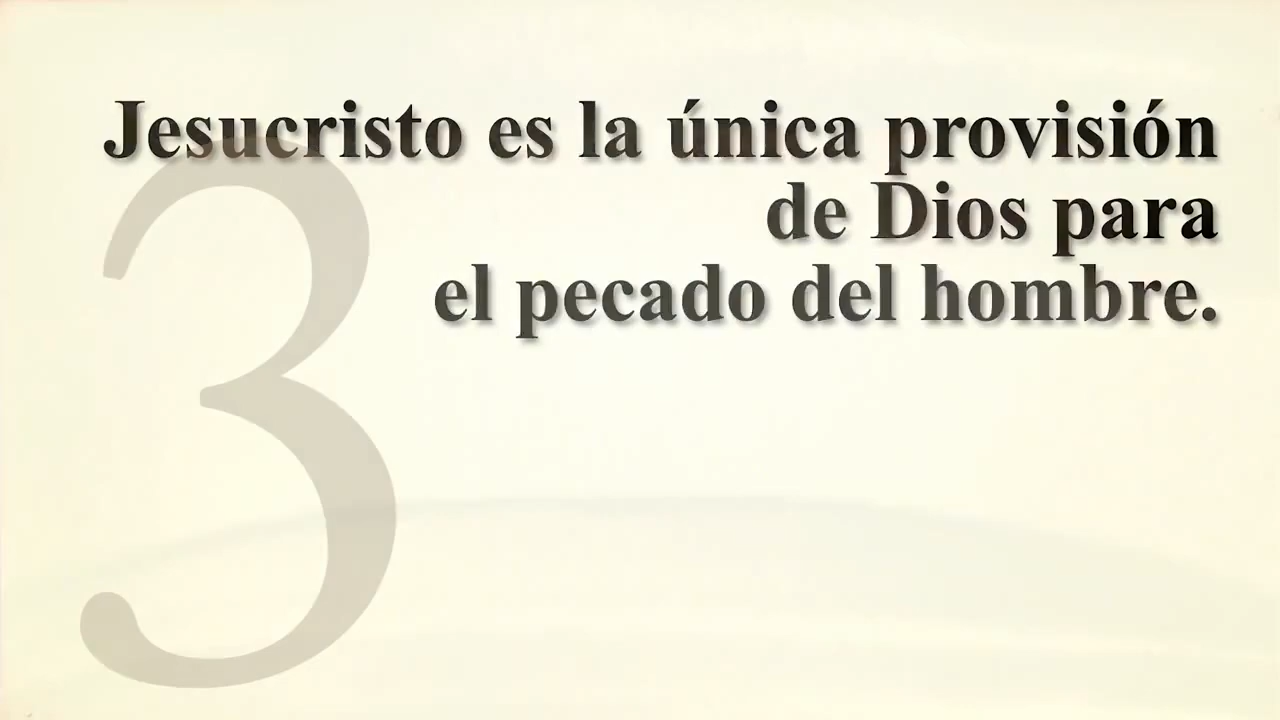 3
Jesucristo es la única provisión
de Dios para
el pecado del hombre.